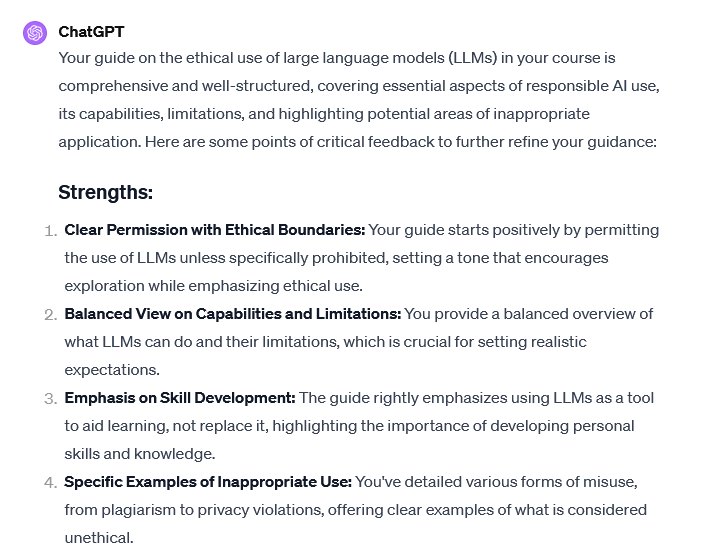 ChatGPT
Your guide on the ethical use of large language models (LLMs) in your course is
comprehensive and well-structured, covering essential aspects of responsible AI use,
its capabilities, limitations, and highlighting potential areas of inappropriate
application. Here are some points of critical feedback to further refine your guidance:
Strengths:
1. Clear Permission with Ethical Boundaries: Your guide starts positively by permitting
the use of LLMs unless specifically prohibited, setting a tone that encourages
exploration while emphasizing ethical use.
2. Balanced View on Capabilities and Limitations: You provide a balanced overview of
what LLMs can do and their limitations, which is crucial for setting realistic
expectations.
3. Emphasis on Skill Development: The guide rightly emphasizes using LLMs as a tool
to aid learning, not replace it, highlighting the importance of developing personal
skills and knowledge.
4. Specific Examples of Inappropriate Use: You've detailed various forms of misuse,
from plagiarism to privacy violations, offering clear examples of what is considered
unethical.